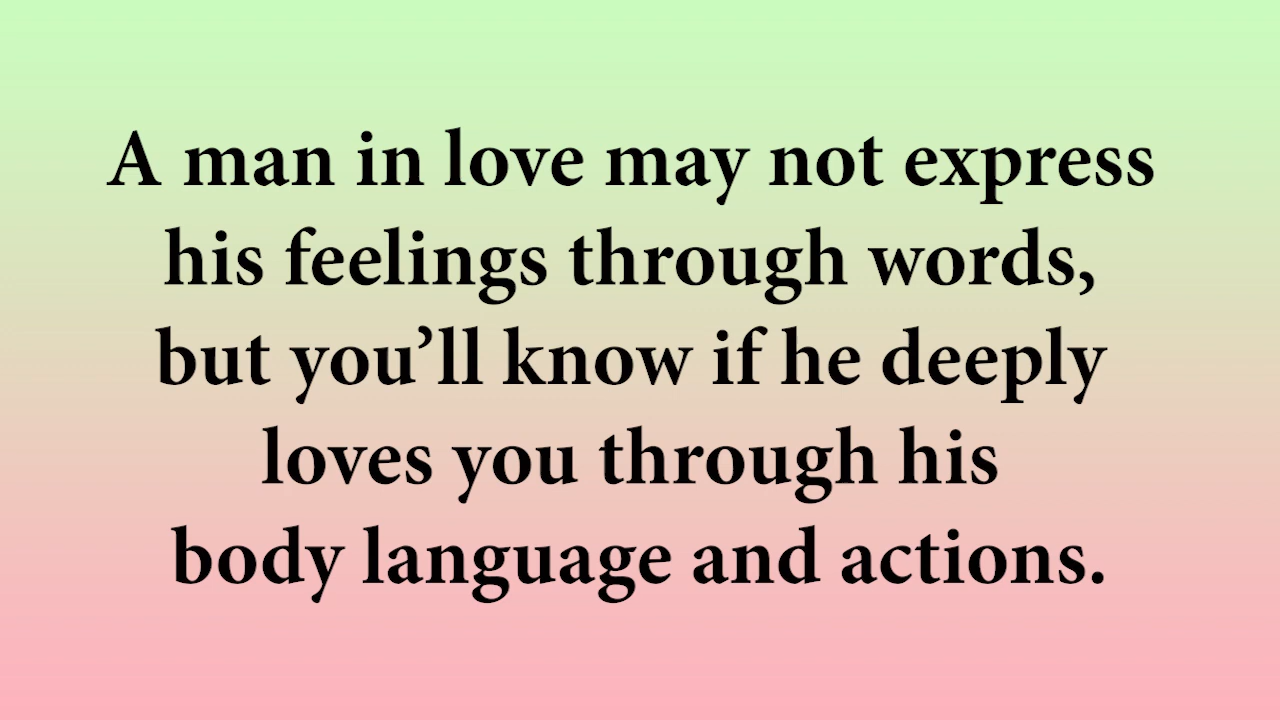 A man in love may not express
his feelings through words,
but you’ll know if he deeply
loves you through his
body language and actions.